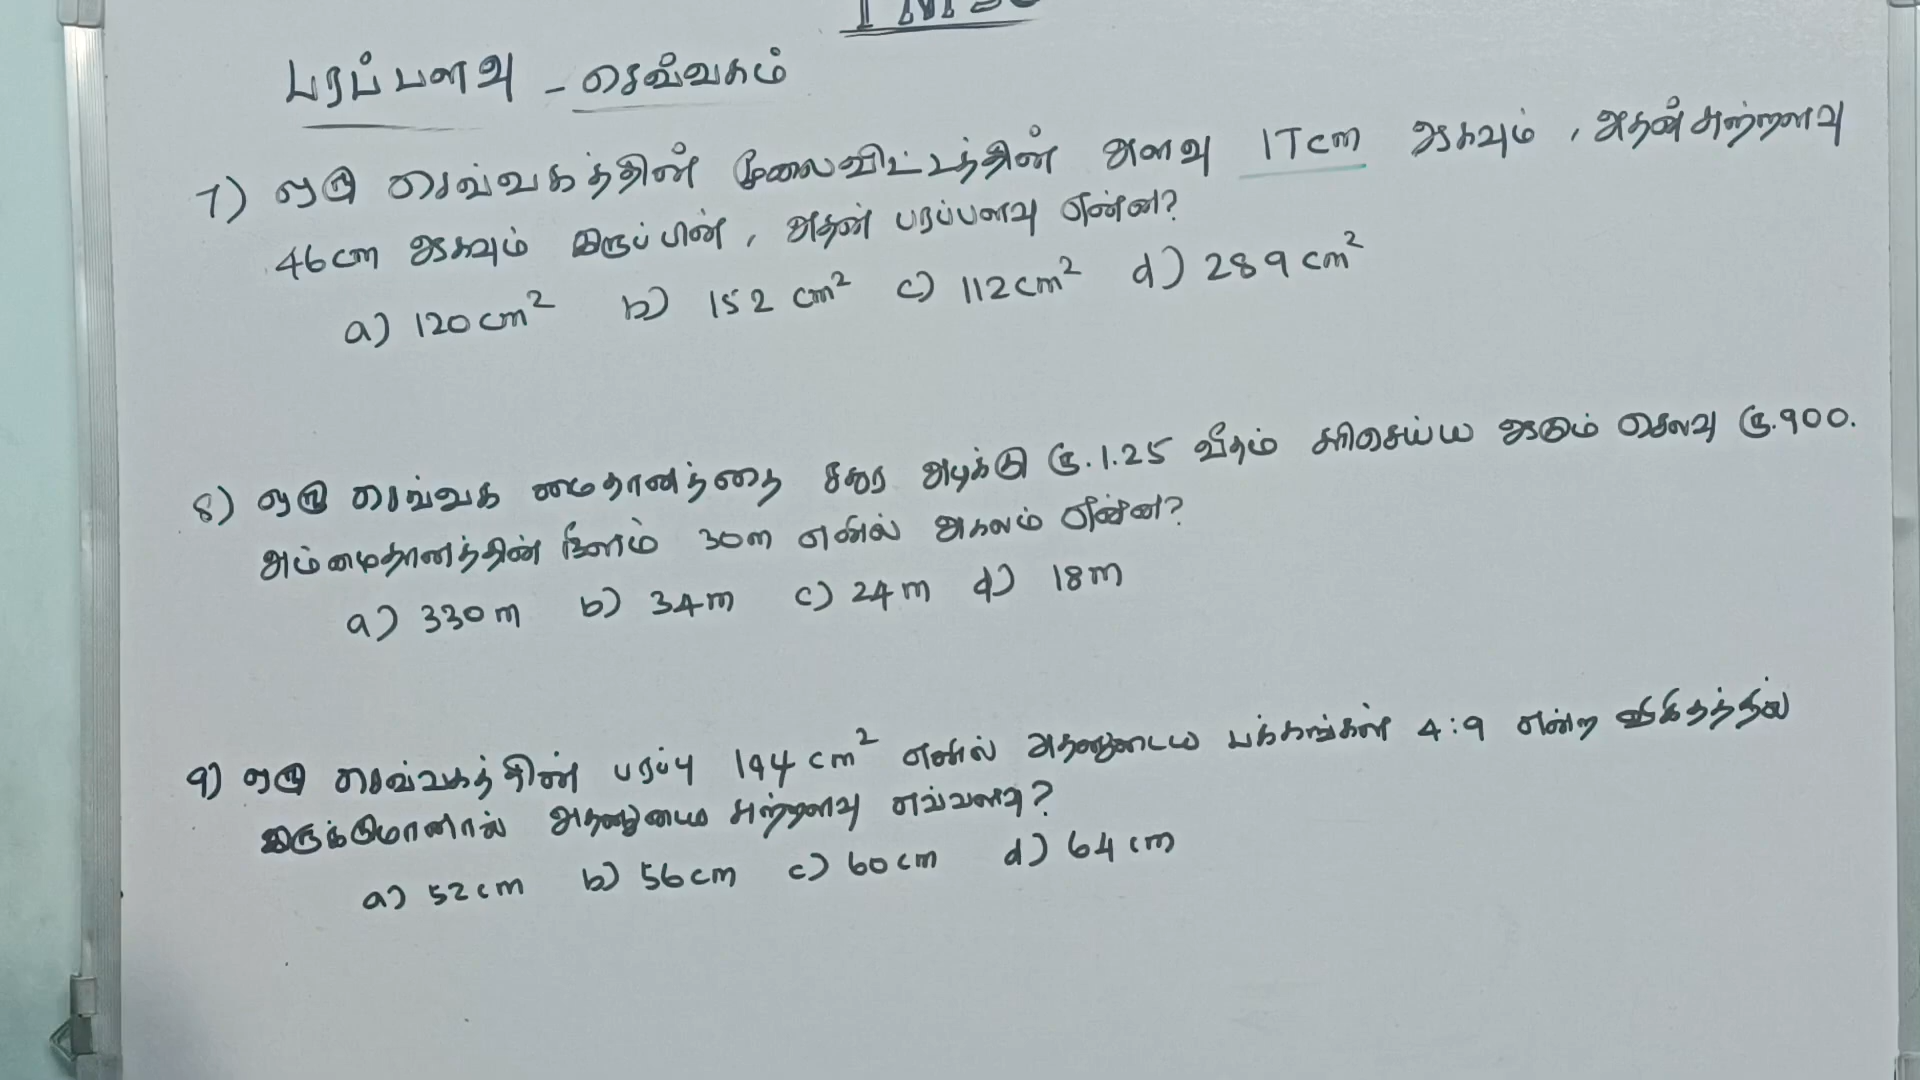 பரப்பளவு - செவ்வகம்
7) ஒரு செவ்வகத்தின் மூலைவிட்டத்தின் அளவு 17cm ஆகவும், அதன் சுற்றளவு
46cm ஆகவும் இருப்பின், அதன் பரப்பளவு என்ன?
a) 120cm² b) 152 cm² c) 112cm² d) 289 cm²
8) ஒரு செவ்வக மைதானத்தை சதுர அடிக்கு ரூ.1.25 வீதம் சரிசெய்ய ஆகும் செலவு ரூ.900.
அம்மைதானத்தின் நீளம் 30m எனில் அகலம் என்ன?
a) 330m b) 34m c) 24m d) 18m
9) ஒரு செவ்வகத்தின் பரப்பு 144cm² எனில் அதனுடைய பக்கங்கள் 4:9 என்ற விகிதத்தில்
இருக்குமானால் அதனுடைய சுற்றளவு எவ்வளவு?
a) 52cm b) 56cm c) 60cm d) 64cm